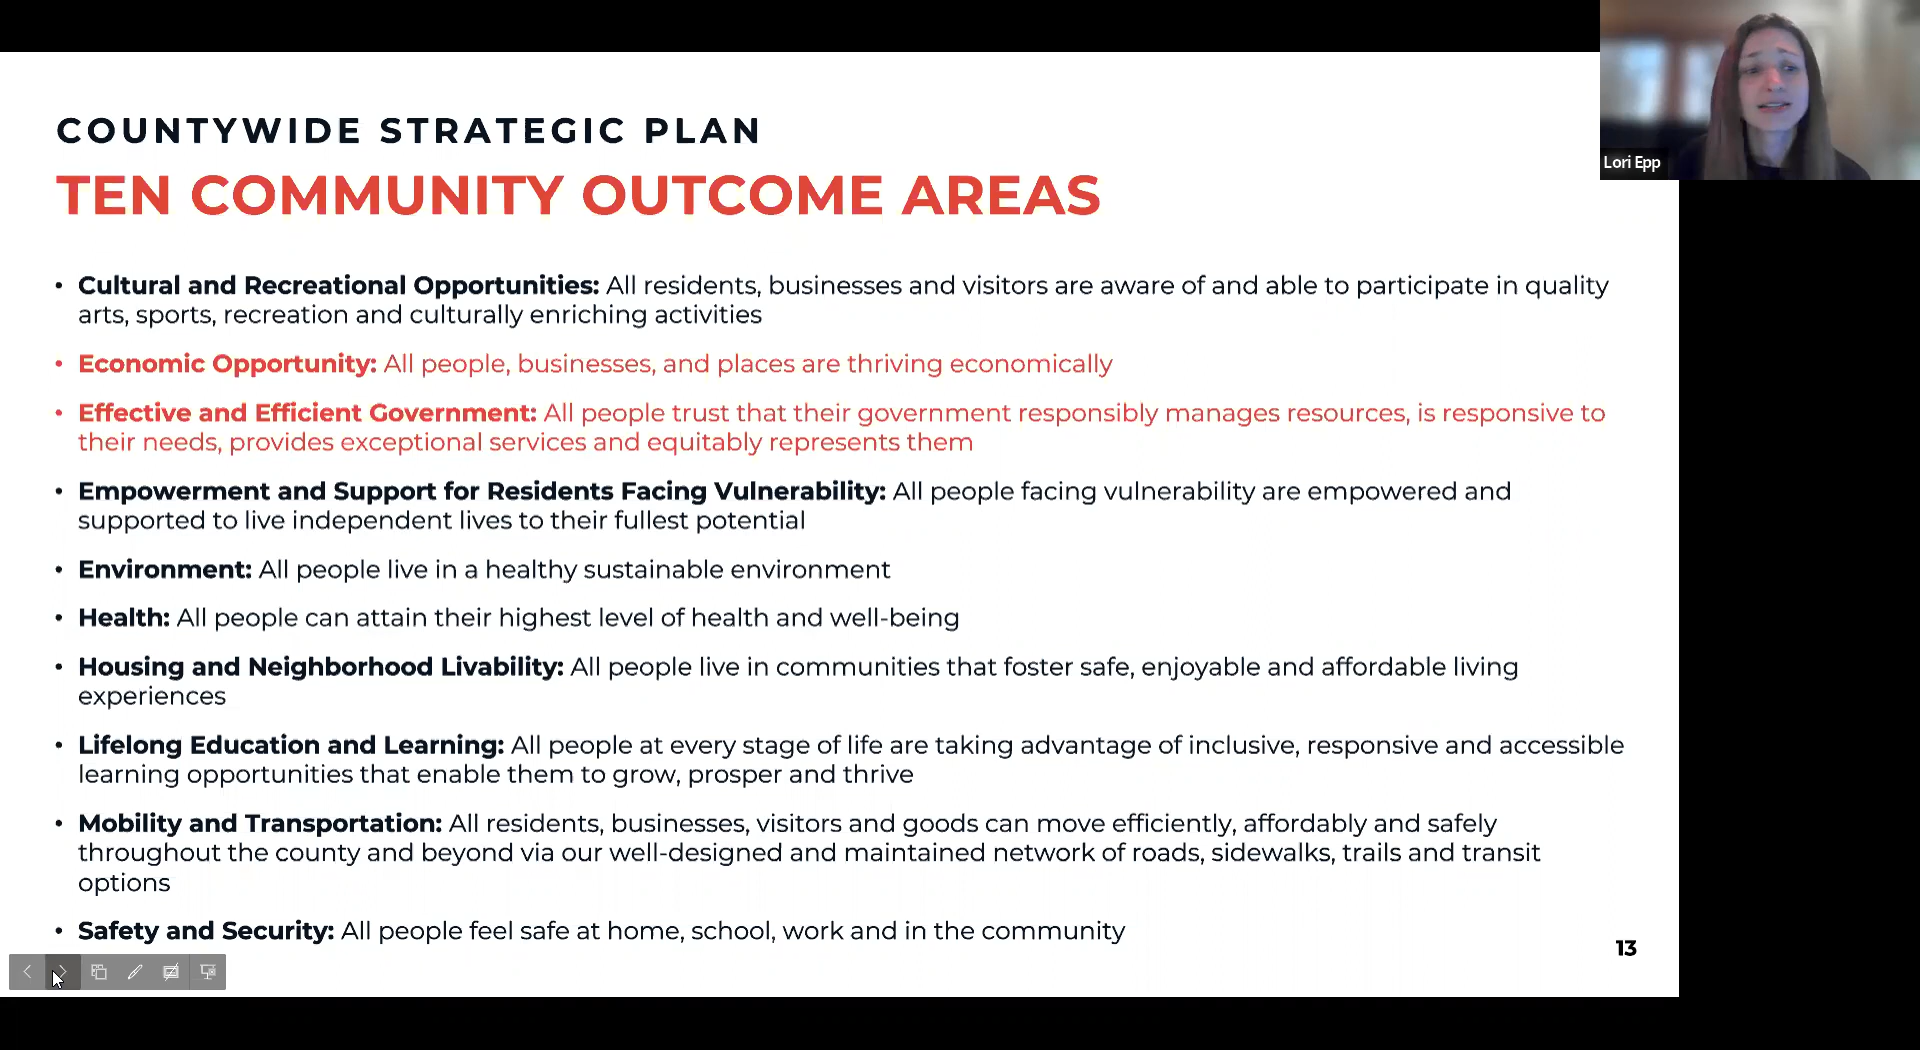 COUNTYWIDE STRATEGIC PLAN
TEN COMMUNITY OUTCOME AREAS
Lori Epp
• Cultural and Recreational Opportunities: All residents, businesses and visitors are aware of and able to participate in quality
arts, sports, recreation and culturally enriching activities
• Economic Opportunity: All people, businesses, and places are thriving economically
• Effective and Efficient Government: All people trust that their government responsibly manages resources, is responsive to
their needs, provides exceptional services and equitably represents them
• Empowerment and Support for Residents Facing Vulnerability: All people facing vulnerability are empowered and
supported to live independent lives to their fullest potential
• Environment: All people live in a healthy sustainable environment
• Health: All people can attain their highest level of health and well-being
• Housing and Neighborhood Livability: All people live in communities that foster safe, enjoyable and affordable living
experiences
• Lifelong Education and Learning: All people at every stage of life are taking advantage of inclusive, responsive and accessible
learning opportunities that enable them to grow, prosper and thrive
• Mobility and Transportation: All residents, businesses, visitors and goods can move efficiently, affordably and safely
throughout the county and beyond via our well-designed and maintained network of roads, sidewalks, trails and transit
options
• Safety and Security: All people feel safe at home, school, work and in the community
13